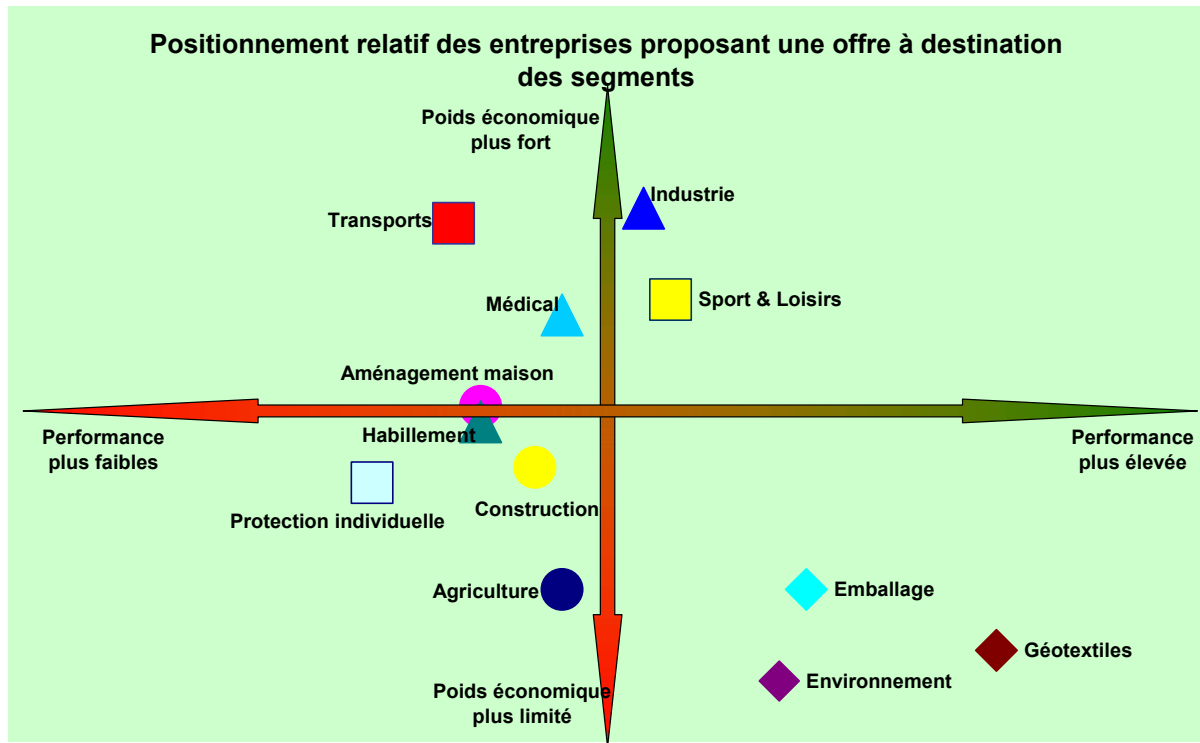 Positionnement relatif des entreprises proposant une offre à destination
des segments
Poids économique
plus fort
Industrie
Transports
Sport & Loisirs
Médical
Aménagement maison
Habillement
Performance
plus faibles
Performance
plus élevée
Construction
Protection individuelle
Agriculture
Emballage
Géotextiles
Environnement
Poids économique
plus limité